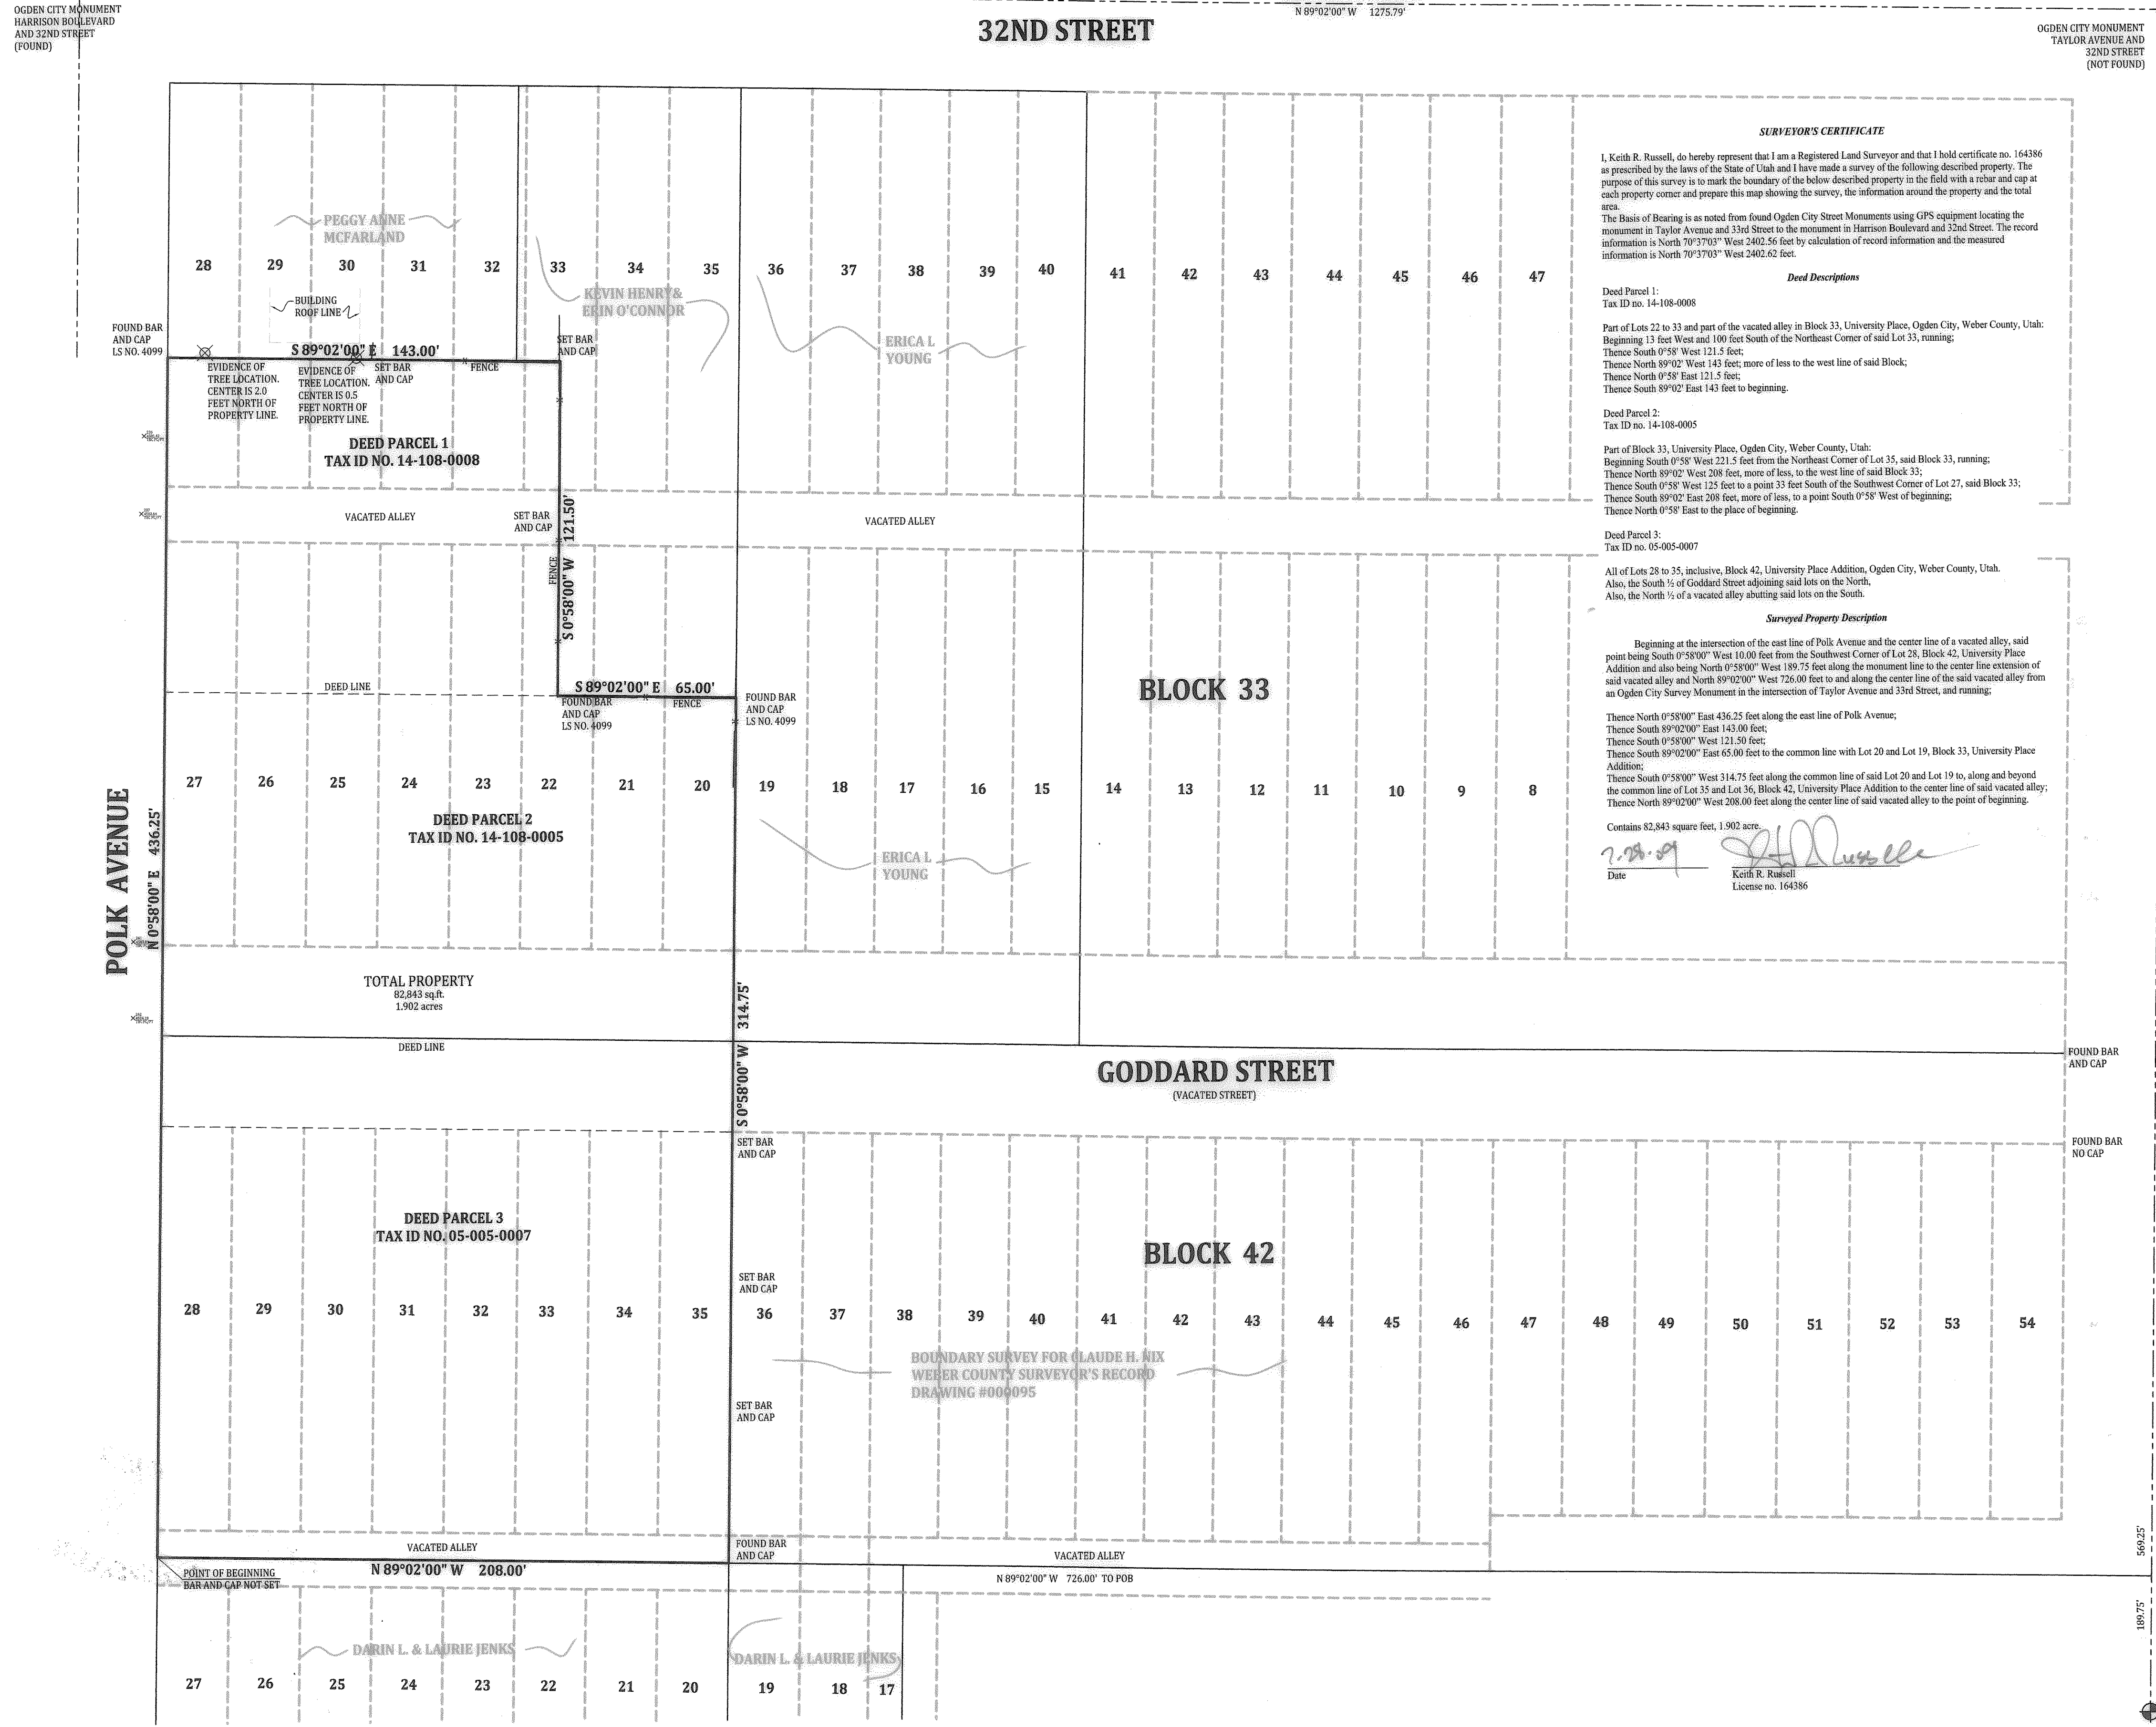 OGDEN CITY MONUMENT
HARRISON BOULEVARD
AND 32ND STREET
(FOUND)
32ND STREET
N 89°02'00" W 1275.79'
OGDEN CITY MONUMENT
TAYLOR AVENUE AND
32ND STREET
(NOT FOUND)
PEGGY ANNE
MCFARLAND
28 29 30 31 32 33 34 35 36 37 38 39 40 41 42 43 44 45 46 47
KEVIN HENRY&
ERIN O'CONNOR
ERICA L
YOUNG
BUILDING
ROOF LINE
FOUND BAR
AND CAP
LS NO. 4099
S 89°02'00" E 143.00'
SET BAR
AND CAP
EVIDENCE OF
TREE LOCATION.
CENTER IS 2.0
FEET NORTH OF
PROPERTY LINE.
EVIDENCE OF
TREE LOCATION.
CENTER IS 0.5
FEET NORTH OF
PROPERTY LINE.
SET BAR
AND CAP
FENCE
DEED PARCEL 1
TAX ID NO. 14-108-0008
VACATED ALLEY
SET BAR
AND CAP
S 0°58'00" W 121.50'
FENCE
VACATED ALLEY
DEED LINE
S 89°02'00" E 65.00'
FOUND BAR
AND CAP
LS NO. 4099
FENCE
FOUND BAR
AND CAP
LS NO. 4099
BLOCK 33
27 26 25 24 23 22 21 20 19 18 17 16 15 14 13 12 11 10 9 8
DEED PARCEL 2
TAX ID NO. 14-108-0005
ERICA L
YOUNG
POLK AVENUE
N 0°58'00" E 436.25'
TOTAL PROPERTY
82,843 sq.ft.
1.902 acres
S 0°58'00" W 314.75'
DEED LINE
GODDARD STREET
(VACATED STREET)
FOUND BAR
AND CAP
SET BAR
AND CAP
FOUND BAR
NO CAP
DEED PARCEL 3
TAX ID NO. 05-005-0007
BLOCK 42
SET BAR
AND CAP
28 29 30 31 32 33 34 35 36 37 38 39 40 41 42 43 44 45 46 47 48 49 50 51 52 53 54
BOUNDARY SURVEY FOR CLAUDE H. NIX
WEBER COUNTY SURVEYOR'S RECORD
DRAWING #000095
SET BAR
AND CAP
VACATED ALLEY
FOUND BAR
AND CAP
VACATED ALLEY
POINT OF BEGINNING
BAR AND CAP NOT SET
N 89°02'00" W 208.00'
N 89°02'00" W 726.00' TO POB
569.25'
189.75'
DARIN L. & LAURIE JENKS
DARIN L. & LAURIE JENKS
27 26 25 24 23 22 21 20 19 18 17
SURVEYOR'S CERTIFICATE
I, Keith R. Russell, do hereby represent that I am a Registered Land Surveyor and that I hold certificate no. 164386
as prescribed by the laws of the State of Utah and I have made a survey of the following described property. The
purpose of this survey is to mark the boundary of the below described property in the field with a rebar and cap at
each property corner and prepare this map showing the survey, the information around the property and the total
area.
The Basis of Bearing is as noted from found Ogden City Street Monuments using GPS equipment locating the
monument in Taylor Avenue and 33rd Street to the monument in Harrison Boulevard and 32nd Street. The record
information is North 70°37'03" West 2402.56 feet by calculation of record information and the measured
information is North 70°37'03" West 2402.62 feet.
Deed Descriptions
Deed Parcel 1:
Tax ID no. 14-108-0008
Part of Lots 22 to 33 and part of the vacated alley in Block 33, University Place, Ogden City, Weber County, Utah:
Beginning 13 feet West and 100 feet South of the Northeast Corner of said Lot 33, running;
Thence South 0°58' West 121.5 feet;
Thence North 89°02' West 143 feet; more of less to the west line of said Block;
Thence North 0°58' East 121.5 feet;
Thence South 89°02' East 143 feet to beginning.
Deed Parcel 2:
Tax ID no. 14-108-0005
Part of Block 33, University Place, Ogden City, Weber County, Utah:
Beginning South 0°58' West 221.5 feet from the Northeast Corner of Lot 35, said Block 33, running;
Thence North 89°02' West 208 feet, more of less, to the west line of said Block 33;
Thence South 0°58' West 125 feet to a point 33 feet South of the Southwest Corner of Lot 27, said Block 33;
Thence South 89°02' East 208 feet, more of less, to a point South 0°58' West of beginning;
Thence North 0°58' East to the place of beginning.
Deed Parcel 3:
Tax ID no. 05-005-0007
All of Lots 28 to 35, inclusive, Block 42, University Place Addition, Ogden City, Weber County, Utah.
Also, the South ½ of Goddard Street adjoining said lots on the North,
Also, the North ½ of a vacated alley abutting said lots on the South.
Surveyed Property Description
Beginning at the intersection of the east line of Polk Avenue and the center line of a vacated alley, said
point being South 0°58'00" West 10.00 feet from the Southwest Corner of Lot 28, Block 42, University Place
Addition and also being North 0°58'00" West 189.75 feet along the monument line to the center line extension of
said vacated alley and North 89°02'00" West 726.00 feet to and along the center line of the said vacated alley from
an Ogden City Survey Monument in the intersection of Taylor Avenue and 33rd Street, and running;
Thence North 0°58'00" East 436.25 feet along the east line of Polk Avenue;
Thence South 89°02'00" East 143.00 feet;
Thence South 0°58'00" West 121.50 feet;
Thence South 89°02'00" East 65.00 feet to the common line with Lot 20 and Lot 19, Block 33, University Place
Addition;
Thence South 0°58'00" West 314.75 feet along the common line of said Lot 20 and Lot 19 to, along and beyond
the common line of Lot 35 and Lot 36, Block 42, University Place Addition to the center line of said vacated alley;
Thence North 89°02'00" West 208.00 feet along the center line of said vacated alley to the point of beginning.
Contains 82,843 square feet, 1.902 acre.
7.28.09
Date
Keith R. Russell
License no. 164386